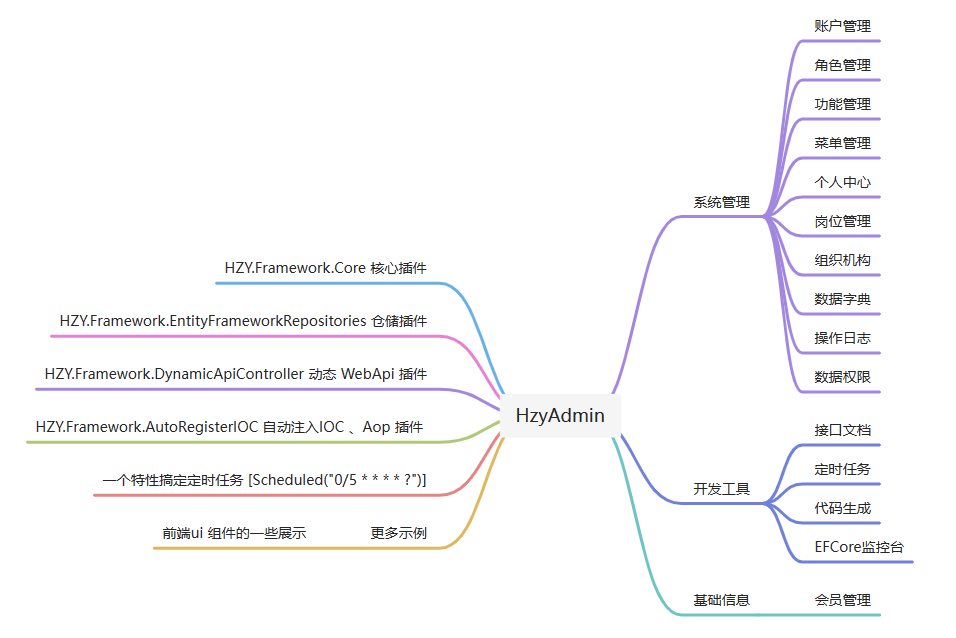 HzyAdmin
系统管理
账户管理
角色管理
功能管理
菜单管理
个人中心
岗位管理
组织机构
数据字典
操作日志
数据权限
开发工具
接口文档
定时任务
代码生成
EFCore监控台
基础信息
会员管理
HZY.Framework.Core 核心插件
HZY.Framework.EntityFrameworkRepositories 仓储插件
HZY.Framework.DynamicApiController 动态 WebApi 插件
HZY.Framework.AutoRegisterIOC 自动注入IOC 、Aop 插件
一个特性搞定定时任务 [Scheduled("0/5 * * * * ?")]
更多示例
前端ui 组件的一些展示